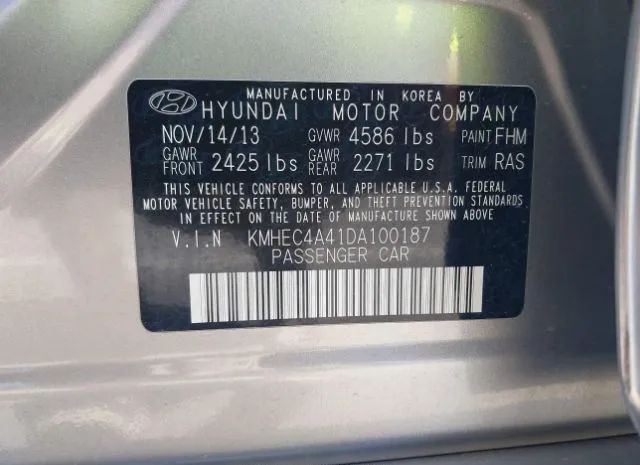 MANUFACTURED IN KOREA BY
HYUNDAI MOTOR COMPANY
NOV/14/13 GVWR 4586 lbs PAINT FHM
GAWR FRONT 2425 lbs GAWR REAR 2271 lbs TRIM RAS
THIS VEHICLE CONFORMS TO ALL APPLICABLE U.S.A. FEDERAL
MOTOR VEHICLE SAFETY, BUMPER, AND THEFT PREVENTION STANDARDS
IN EFFECT ON THE DATE OF MANUFACTURE SHOWN ABOVE
V.I.N KMHEC4A41DA100187
PASSENGER CAR